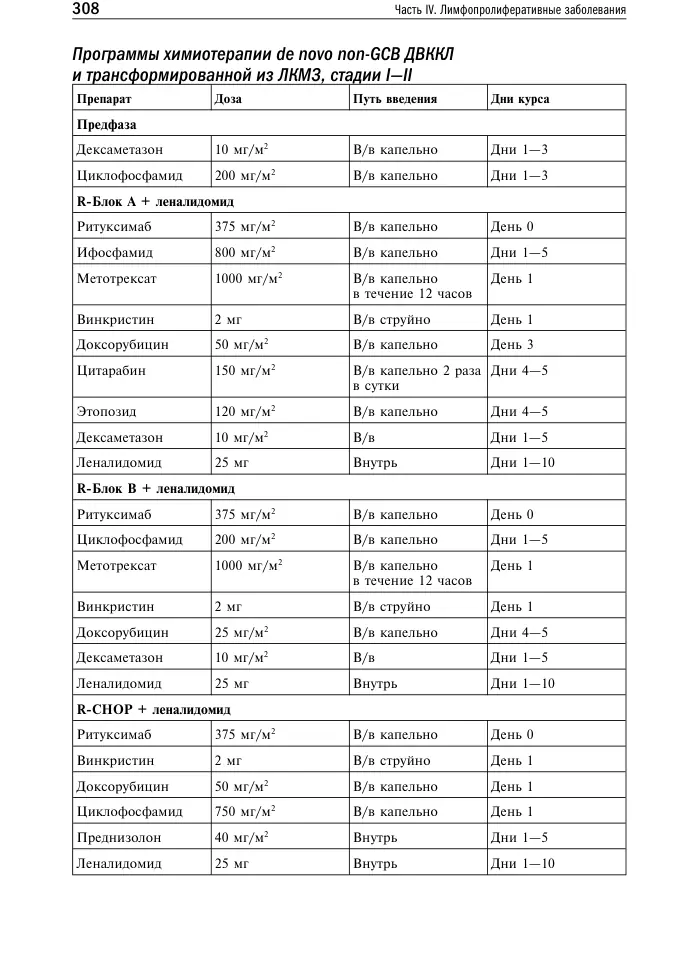 308
Часть IV. Лимфопролиферативные заболевания
Программы химиотерапии de novo non-GCB ДВККЛ
и трансформированной из ЛКМЗ, стадии I—II
Препарат Доза Путь введения Дни курса
Предфаза
Дексаметазон 10 мг/м² В/в капельно Дни 1—3
Циклофосфамид 200 мг/м² В/в капельно Дни 1—3
R-Блок А + леналидомид
Ритуксимаб 375 мг/м² В/в капельно День 0
Ифосфамид 800 мг/м² В/в капельно Дни 1—5
Метотрексат 1000 мг/м² В/в капельно День 1
в течение 12 часов
Винкристин 2 мг В/в струйно День 1
Доксорубицин 50 мг/м² В/в капельно День 3
Цитарабин 150 мг/м² В/в капельно 2 раза Дни 4—5
в сутки
Этопозид 120 мг/м² В/в капельно Дни 4—5
Дексаметазон 10 мг/м² В/в Дни 1—5
Леналидомид 25 мг Внутрь Дни 1—10
R-Блок В + леналидомид
Ритуксимаб 375 мг/м² В/в капельно День 0
Циклофосфамид 200 мг/м² В/в капельно Дни 1—5
Метотрексат 1000 мг/м² В/в капельно День 1
в течение 12 часов
Винкристин 2 мг В/в струйно День 1
Доксорубицин 25 мг/м² В/в капельно Дни 4—5
Дексаметазон 10 мг/м² В/в Дни 1—5
Леналидомид 25 мг Внутрь Дни 1—10
R-CHOP + леналидомид
Ритуксимаб 375 мг/м² В/в капельно День 0
Винкристин 2 мг В/в струйно День 1
Доксорубицин 50 мг/м² В/в капельно День 1
Циклофосфамид 750 мг/м² В/в капельно День 1
Преднизолон 40 мг/м² Внутрь Дни 1—5
Леналидомид 25 мг Внутрь Дни 1—10